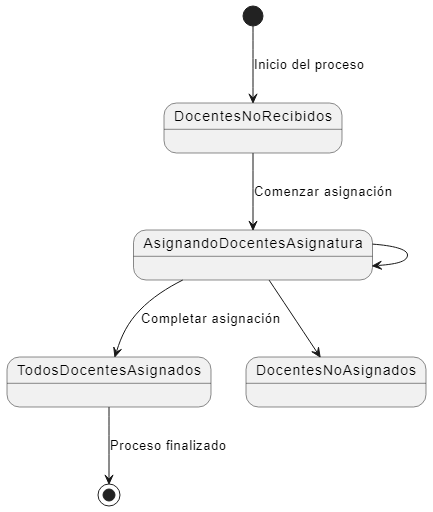 Inicio del proceso
DocentesNoRecibidos
Comenzar asignación
AsignandoDocentesAsignatura
Completar asignación
TodosDocentesAsignados
DocentesNoAsignados
Proceso finalizado